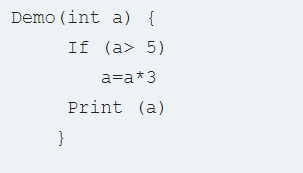 Demo(int a) {
If (a> 5)
a=a*3
Print (a)
}